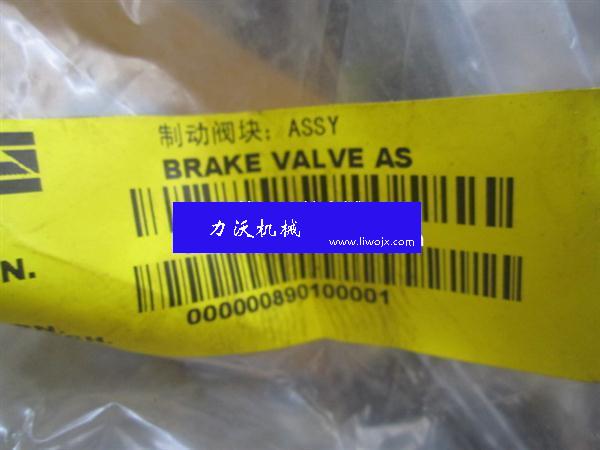 制动阀块: ASSY
BRAKE VALVE AS
力沃机械
www.liwojx.com
N.
000000890100001